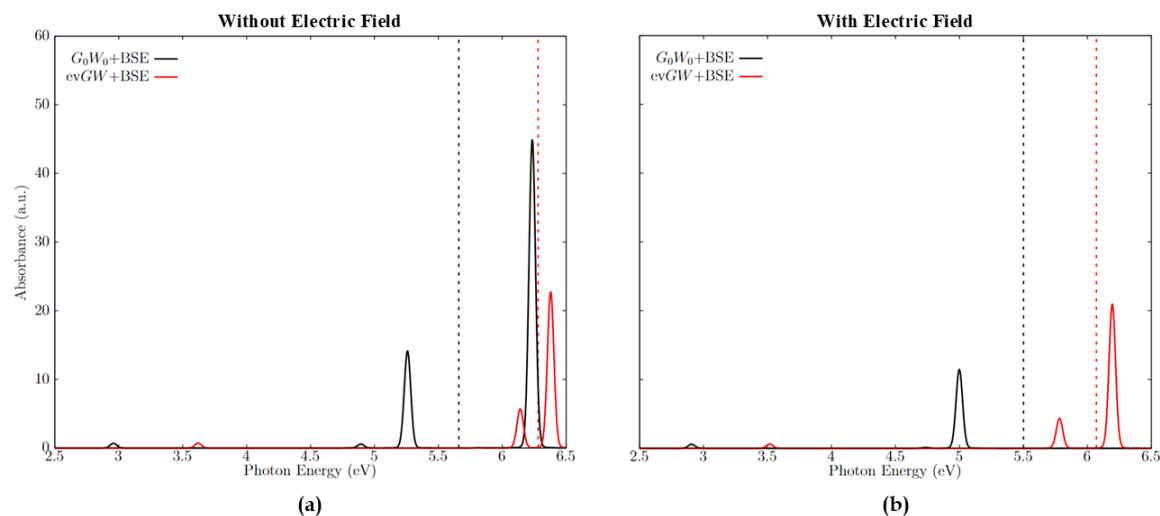 Without Electric Field
60
50
40
30
20
10
0
Absorbance (a.u.)
G₀W₀+BSE
evGW+BSE
2.5 3 3.5 4 4.5 5 5.5 6 6.5
Photon Energy (eV)
(a)
With Electric Field
G₀W₀+BSE
evGW+BSE
2.5 3 3.5 4 4.5 5 5.5 6 6.5
Photon Energy (eV)
(b)